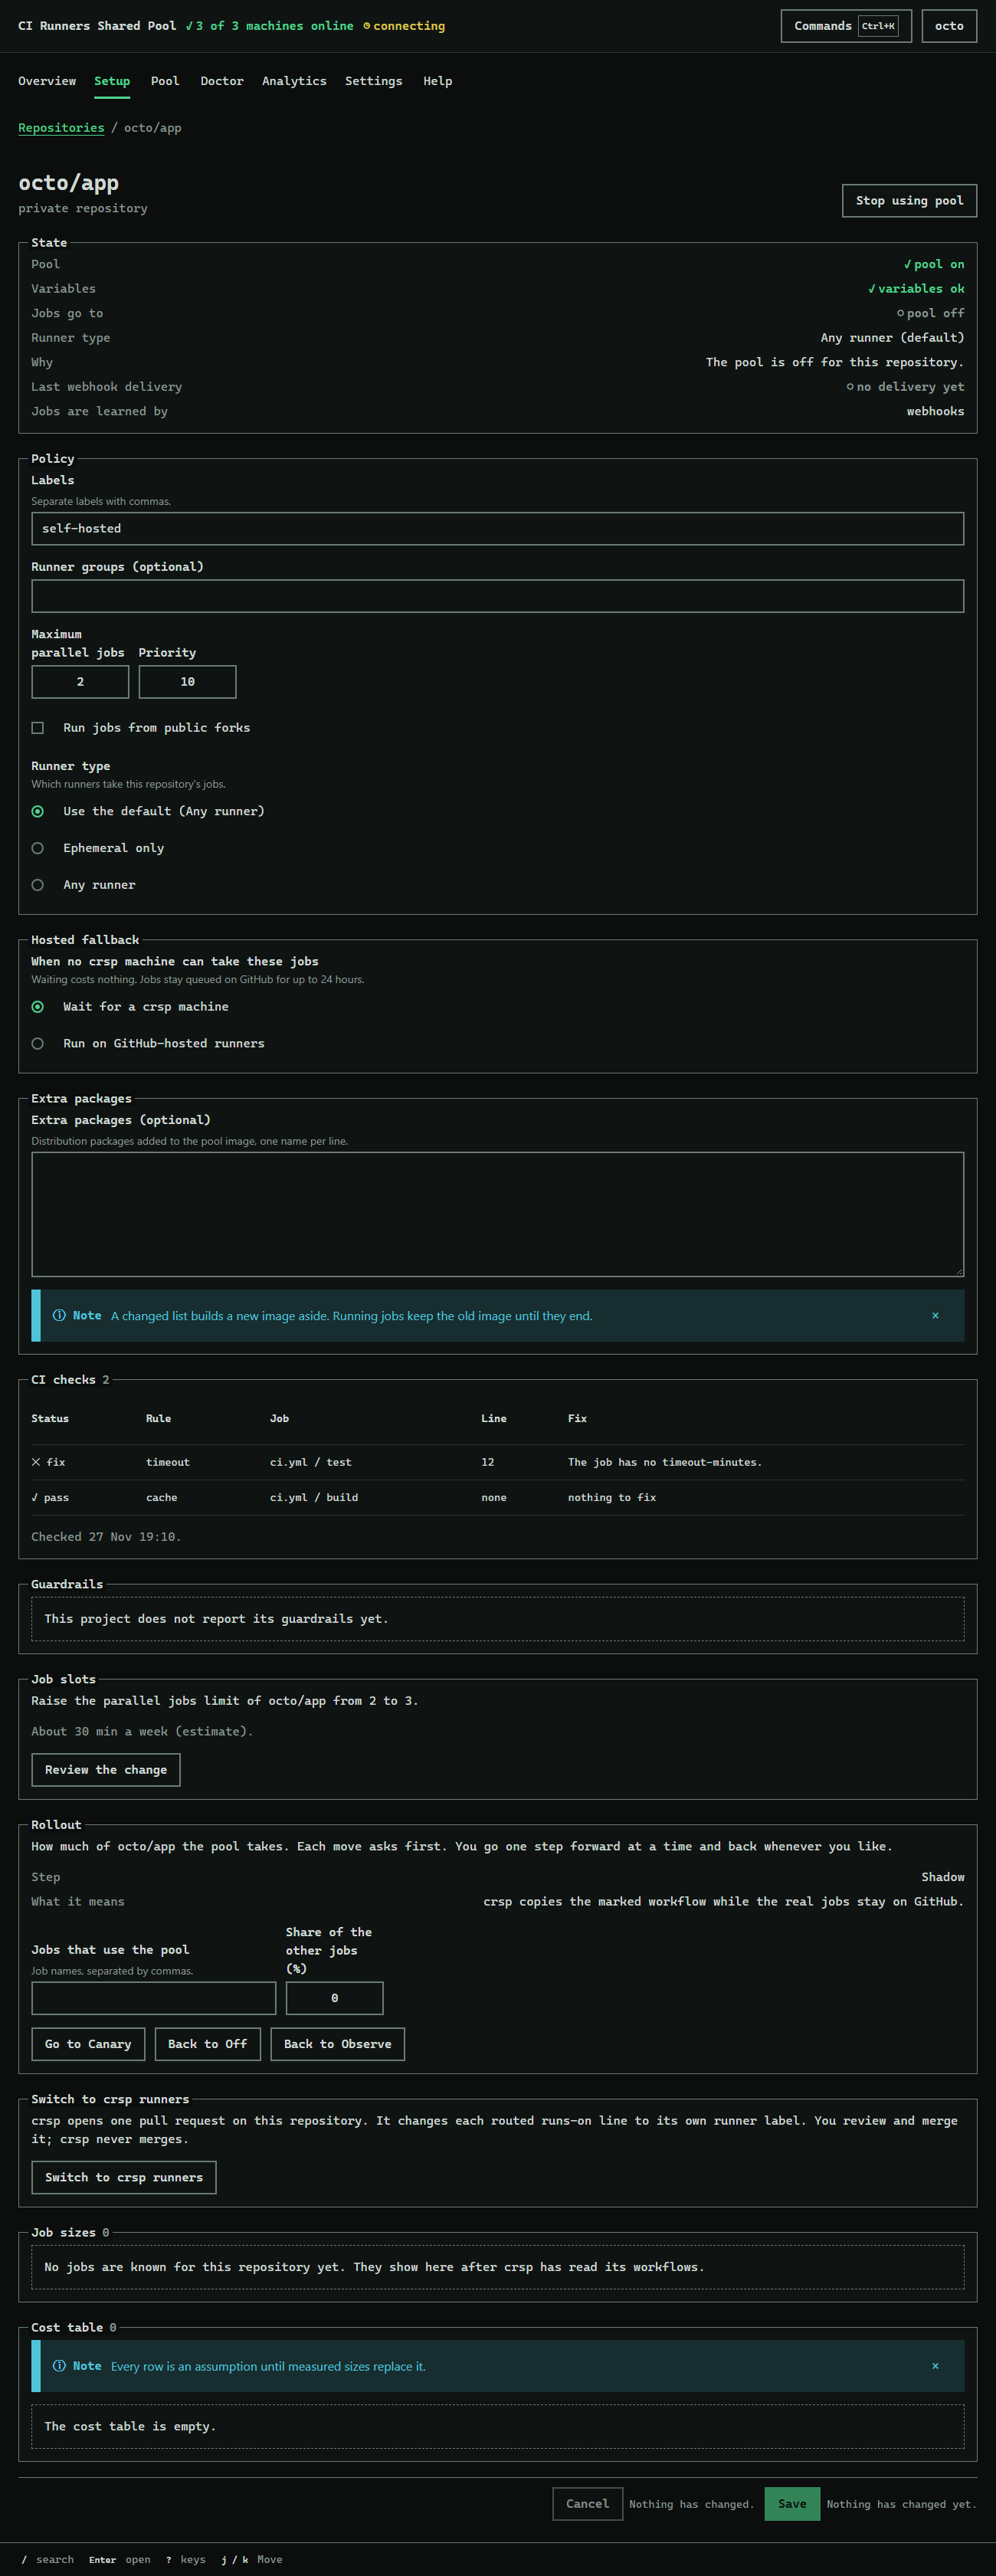 CI Runners Shared Pool ✓ 3 of 3 machines online connecting Commands Ctrl+K octo
Overview Setup Pool Doctor Analytics Settings Help
Repositories / octo/app
octo/app
private repository
Stop using pool
State
Pool ✓ pool on
Variables ✓ variables ok
Jobs go to ○ pool off
Runner type Any runner (default)
Why The pool is off for this repository.
Last webhook delivery ○ no delivery yet
Jobs are learned by webhooks
Policy
Labels
Separate labels with commas.
self-hosted
Runner groups (optional)
Maximum
parallel jobs Priority
2 10
Run jobs from public forks
Runner type
Which runners take this repository's jobs.
Use the default (Any runner)
Ephemeral only
Any runner
Hosted fallback
When no crsp machine can take these jobs
Waiting costs nothing. Jobs stay queued on GitHub for up to 24 hours.
Wait for a crsp machine
Run on GitHub-hosted runners
Extra packages
Extra packages (optional)
Distribution packages added to the pool image, one name per line.
ⓘ Note A changed list builds a new image aside. Running jobs keep the old image until they end. ×
CI checks 2
Status Rule Job Line Fix
✕ fix timeout ci.yml / test 12 The job has no timeout-minutes.
✓ pass cache ci.yml / build none nothing to fix
Checked 27 Nov 19:10.
Guardrails
This project does not report its guardrails yet.
Job slots
Raise the parallel jobs limit of octo/app from 2 to 3.
About 30 min a week (estimate).
Review the change
Rollout
How much of octo/app the pool takes. Each move asks first. You go one step forward at a time and back whenever you like.
Step Shadow
What it means crsp copies the marked workflow while the real jobs stay on GitHub.
Share of the
Jobs that use the pool other jobs
Job names, separated by commas. (%)
0
Go to Canary Back to Off Back to Observe
Switch to crsp runners
crsp opens one pull request on this repository. It changes each routed runs-on line to its own runner label. You review and merge
it; crsp never merges.
Switch to crsp runners
Job sizes 0
No jobs are known for this repository yet. They show here after crsp has read its workflows.
Cost table 0
ⓘ Note Every row is an assumption until measured sizes replace it. ×
The cost table is empty.
Cancel Nothing has changed. Save Nothing has changed yet.
/ search Enter open ? keys j / k Move